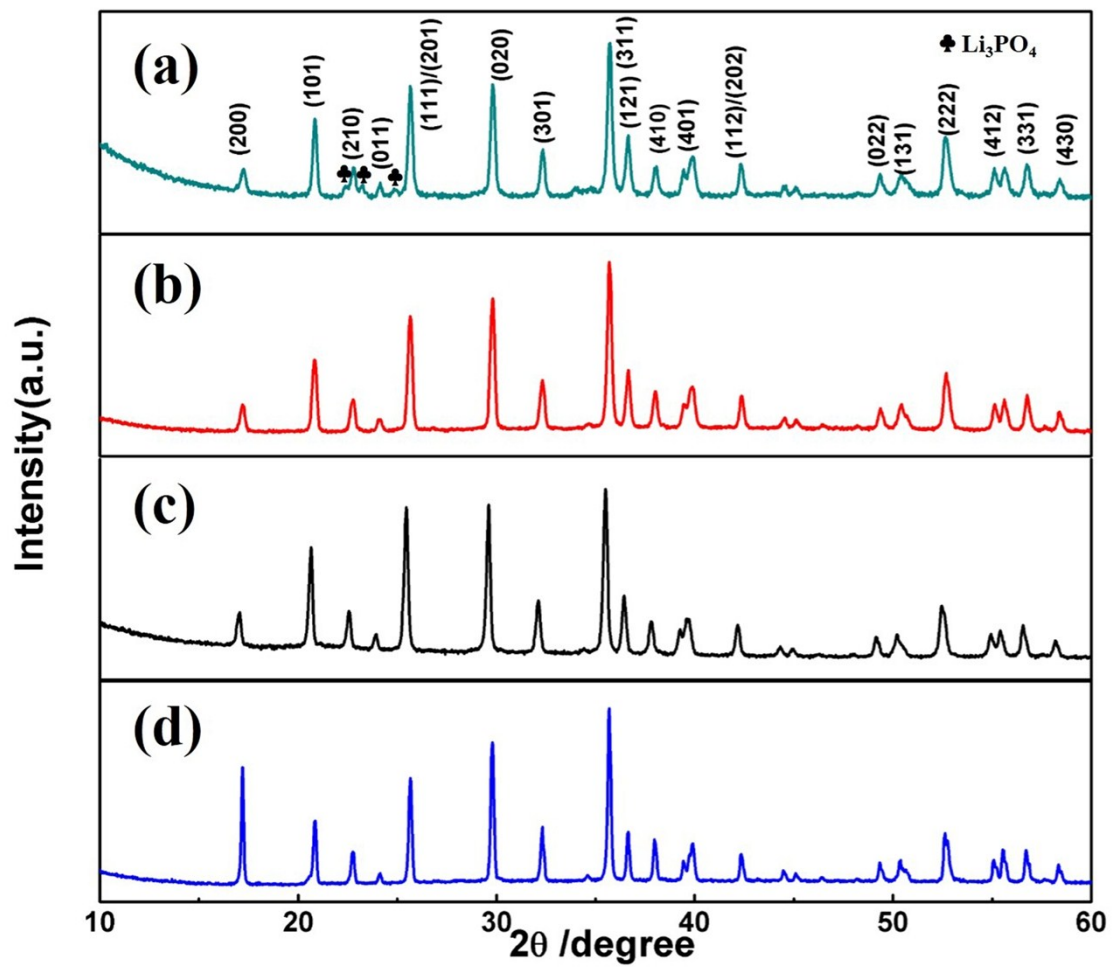 (a)
♣ Li₃PO₄
(200)
(101)
(210)
(011)
(111)/(201)
(020)
(301)
(311)
(121)
(410)
(401)
(112)/(202)
(022)
(131)
(222)
(412)
(331)
(430)
(b)
(c)
(d)
Intensity(a.u.)
10 20 30 40 50 60
2θ /degree